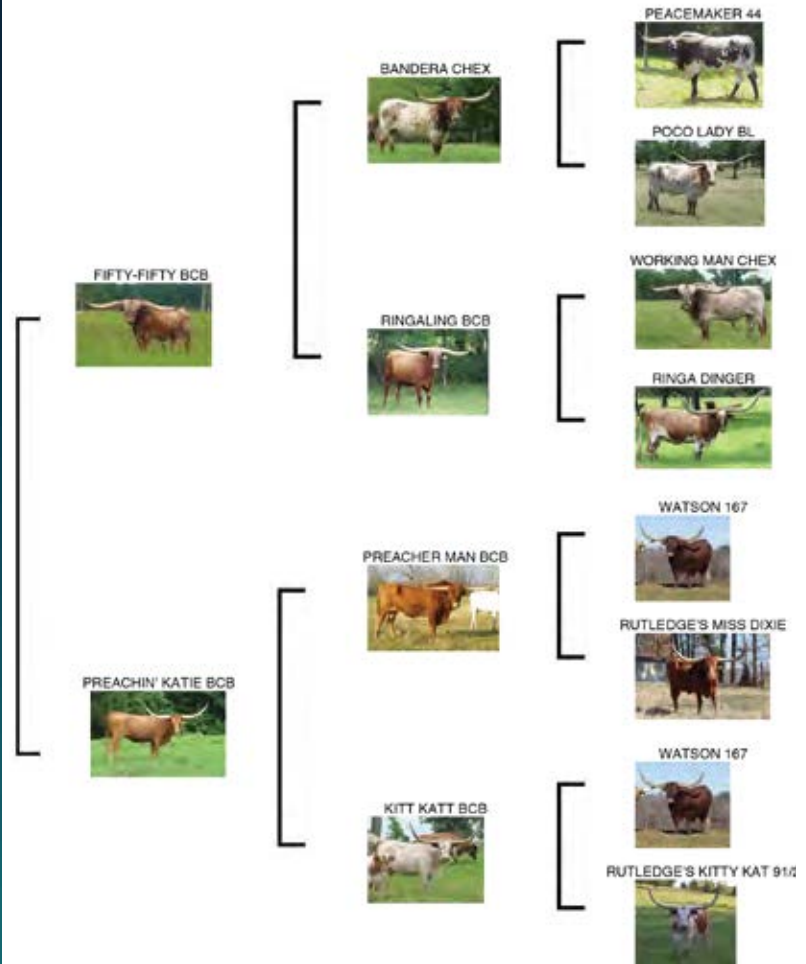 PEACEMAKER 44
BANDERA CHEX
POCO LADY BL
FIFTY-FIFTY BCB
WORKING MAN CHEX
RINGALING BCB
RINGA DINGER
WATSON 167
PREACHER MAN BCB
RUTLEDGE'S MISS DIXIE
PREACHIN' KATIE BCB
WATSON 167
KITT KATT BCB
RUTLEDGE'S KITTY KAT 91/2